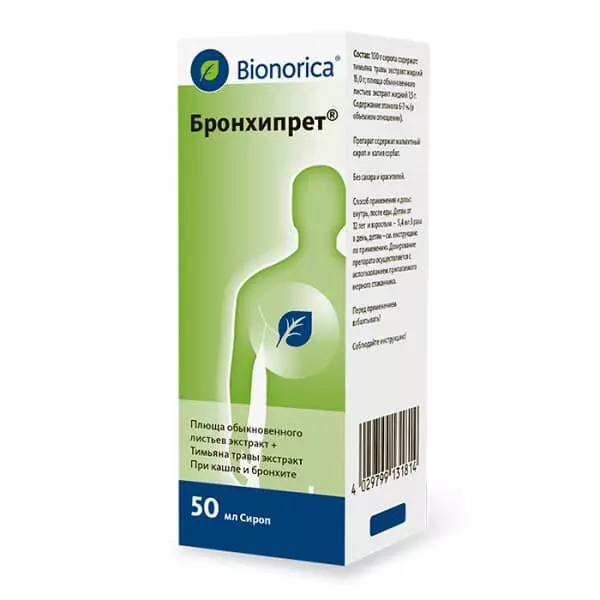 Bionorica®
Бронхипрет®
Плюща обыкновенного
листьев экстракт +
Тимьяна травы экстракт
При кашле и бронхите
50 мл Сироп
Состав: 100 г сиропа содержат:
тимьяна травы экстракт жидкий
15,0 г; плюща обыкновенного
листьев экстракт жидкий 1,5 г.
Содержание этанола 6-7 % (в
объемном отношении).
Препарат содержит мальтитный
сироп и калия сорбат.
Без сахара и красителей.
Способ применения и дозы:
внутрь, после еды. Детям от
12 лет и взрослым – 5,4 мл 3 раза
в день, детям – см. инструкцию
по применению. Дозирование
препарата осуществляется с
использованием прилагаемого
мерного стаканчика.
Перед применением
взбалтывать!
Соблюдайте инструкцию!
4 029799 131814